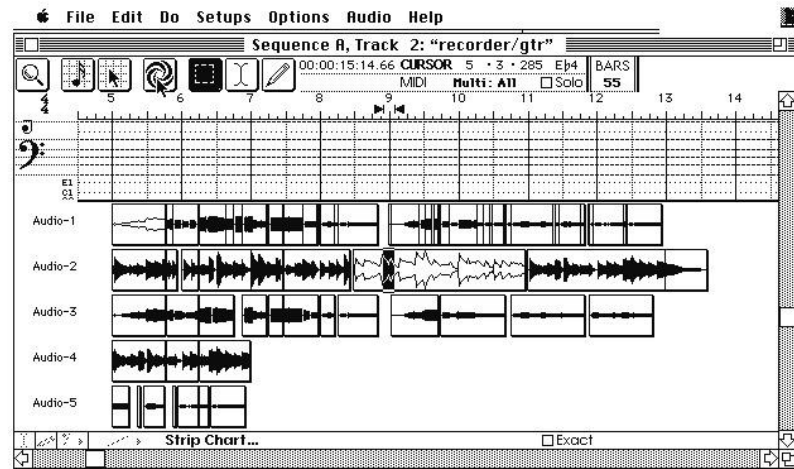 File Edit Do Setups Options Audio Help
Sequence A, Track 2: “recorder/gtr”
00:00:15:14.66 CURSOR 5 · 3 · 285 E♭4 BARS
MIDI Multi: All Solo 55
4 4 5 6 7 8 9 10 11 12 13 14
E1
C1
Audio-1
Audio-2
Audio-3
Audio-4
Audio-5
Strip Chart... Exact